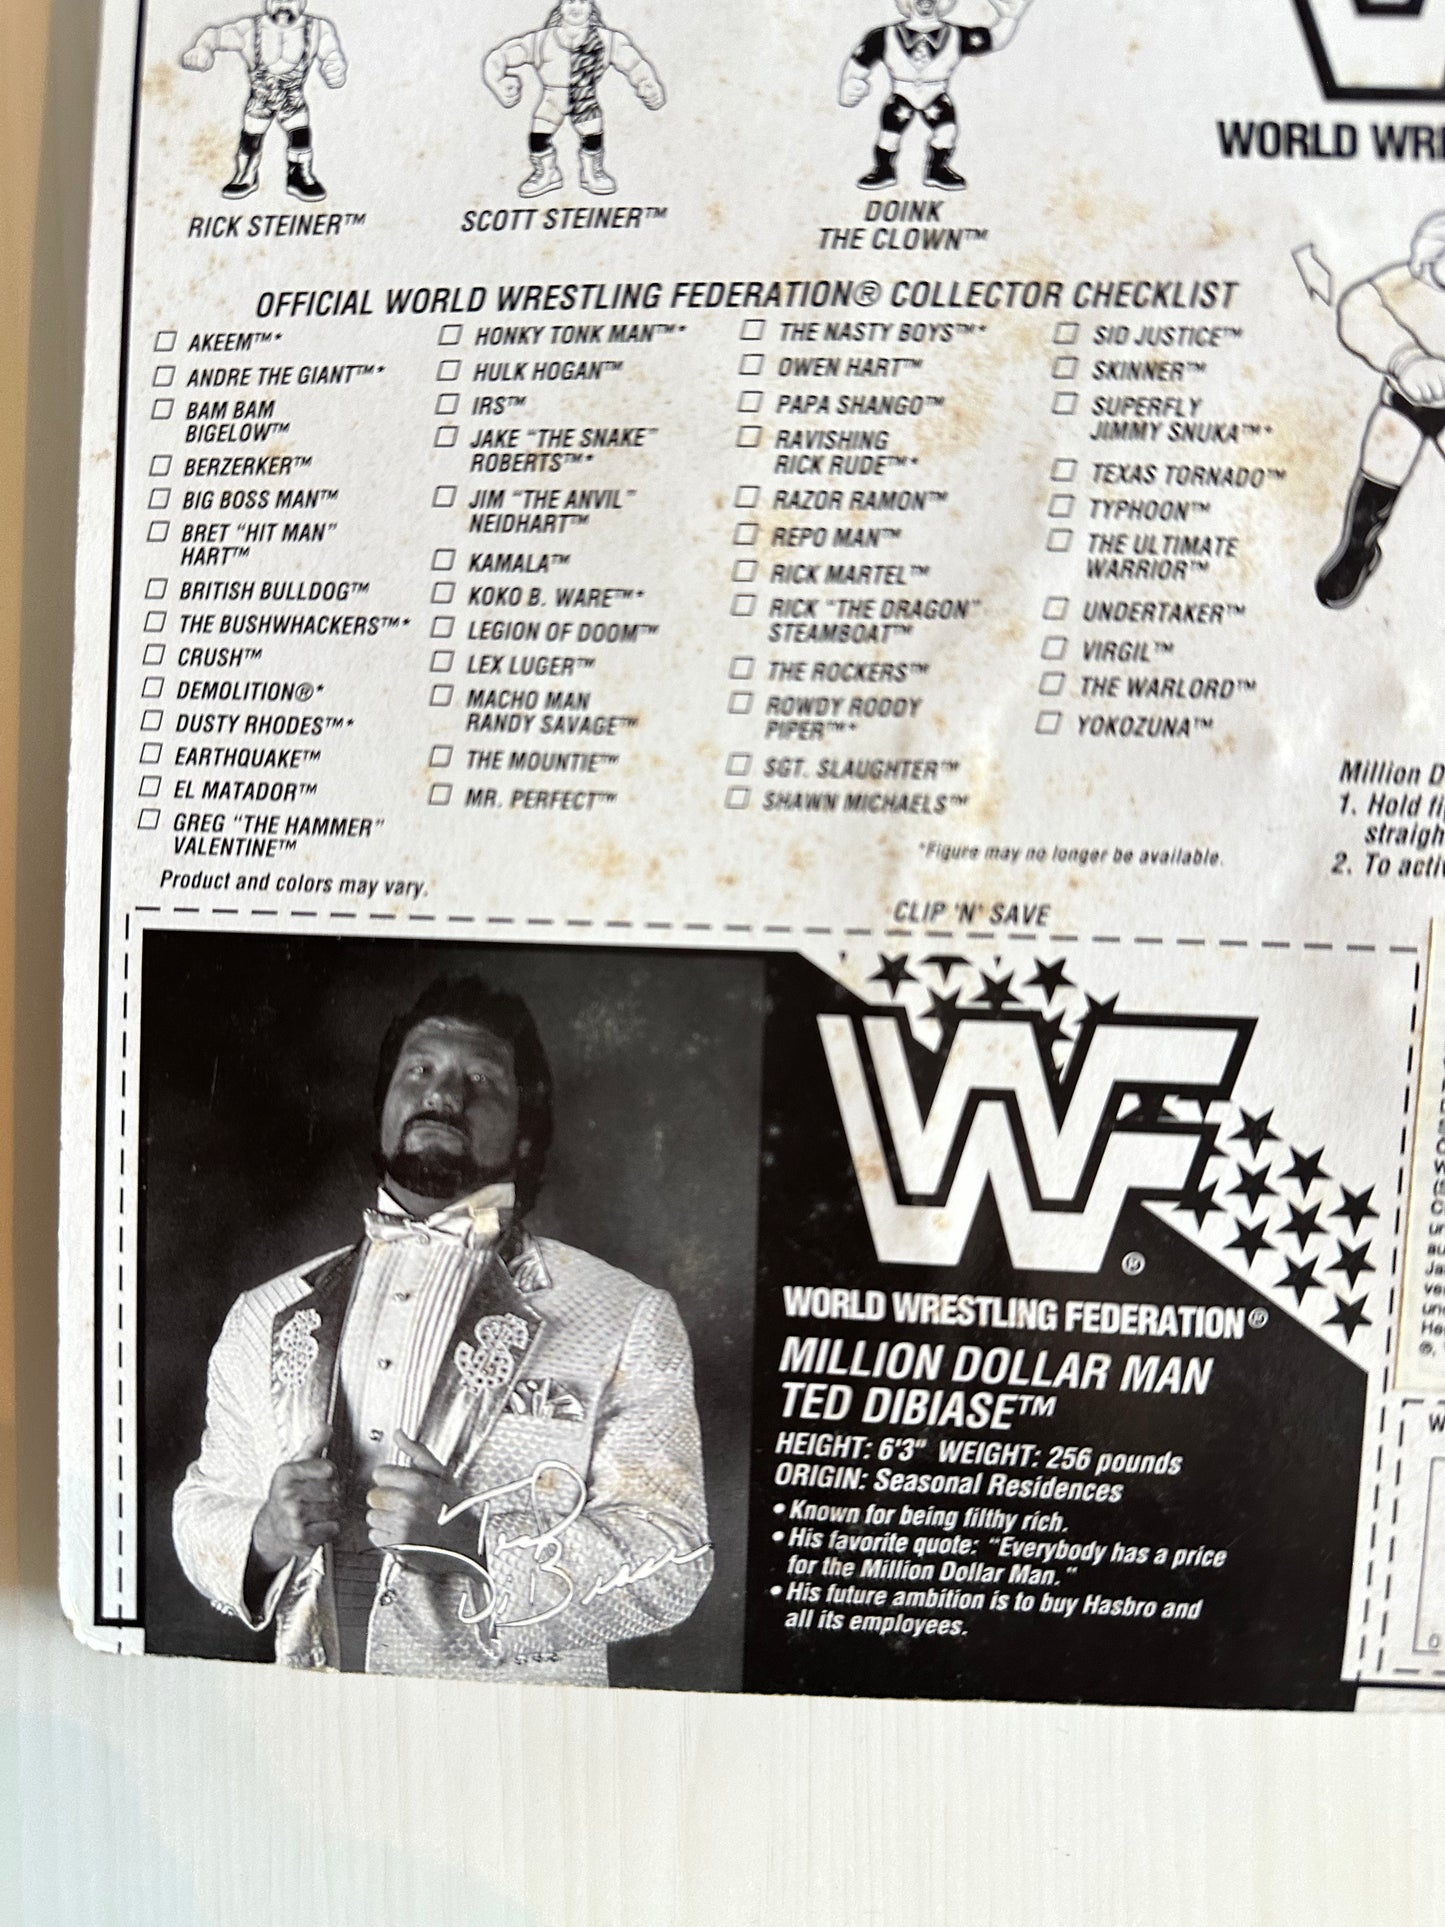 RICK STEINER™
SCOTT STEINER™
DOINK
THE CLOWN™
WORLD
OFFICIAL WORLD WRESTLING FEDERATION® COLLECTOR CHECKLIST
AKEEM™*
ANDRE THE GIANT™*
BAM BAM
BIGELOW™
BERZERKER™
BIG BOSS MAN™
BRET “HIT MAN”
HART™
BRITISH BULLDOG™
THE BUSHWHACKERS™*
CRUSH™
DEMOLITION®*
DUSTY RHODES™*
EARTHQUAKE™
EL MATADOR™
GREG “THE HAMMER”
VALENTINE™
HONKY TONK MAN™*
HULK HOGAN™
IRS™
JAKE “THE SNAKE”
ROBERTS™*
JIM “THE ANVIL”
NEIDHART™
KAMALA™
KOKO B. WARE™*
LEGION OF DOOM™
LEX LUGER™
MACHO MAN
RANDY SAVAGE™
THE MOUNTIE™
MR. PERFECT™
THE NASTY BOYS™*
OWEN HART™
PAPA SHANGO™
RAVISHING
RICK RUDE™*
RAZOR RAMON™
REPO MAN™
RICK MARTEL™
RICK “THE DRAGON”
STEAMBOAT™
THE ROCKERS™
ROWDY RODDY
PIPER™*
SGT. SLAUGHTER™
SHAWN MICHAELS™
SID JUSTICE™
SKINNER™
SUPERFLY
JIMMY SNUKA™*
TEXAS TORNADO™
TYPHOON™
THE ULTIMATE
WARRIOR™
UNDERTAKER™
VIRGIL™
THE WARLORD™
YOKOZUNA™
*Figure may no longer be available.
Product and colors may vary.
Million
1. Hold
2. To
CLIP 'N' SAVE
WF
WORLD WRESTLING FEDERATION®
MILLION DOLLAR MAN
TED DIBIASE™
HEIGHT: 6'3" WEIGHT: 256 pounds
ORIGIN: Seasonal Residences
• Known for being filthy rich.
• His favorite quote: “Everybody has a price
for the Million Dollar Man.”
• His future ambition is to buy Hasbro and
all its employees.
Ted
DiBiase